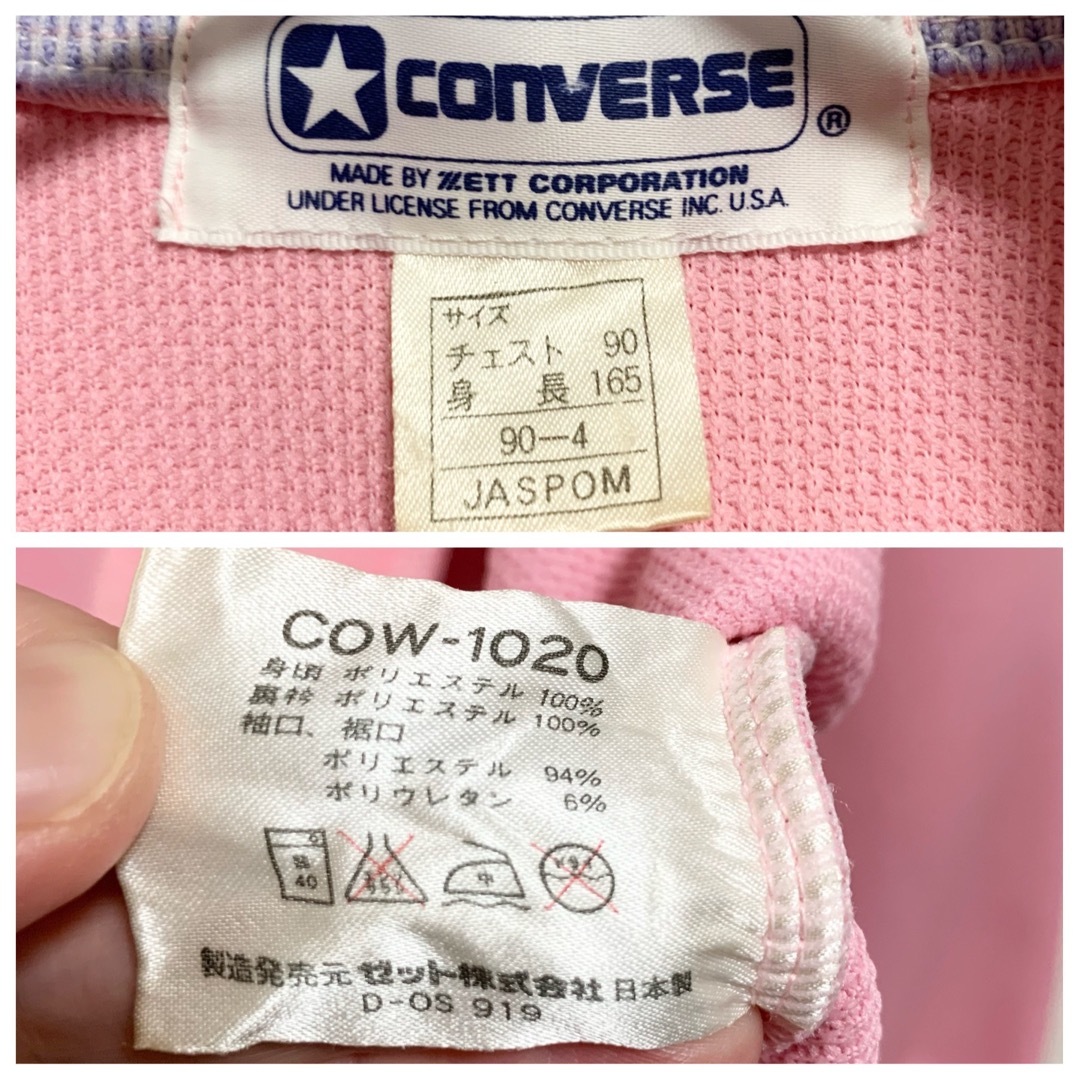 CONVERSE ®
MADE BY ZETT CORPORATION
UNDER LICENSE FROM CONVERSE INC. U.S.A.
サイズ
チェスト 90
身 長 165
90-4
JASPOM
COW-1020
身頃 ポリエステル 100%
裏衿 ポリエステル 100%
袖口、裾口
ポリエステル 94%
ポリウレタン 6%
40 中
製造発売元 ゼット株式会社 日本製
D-OS 919